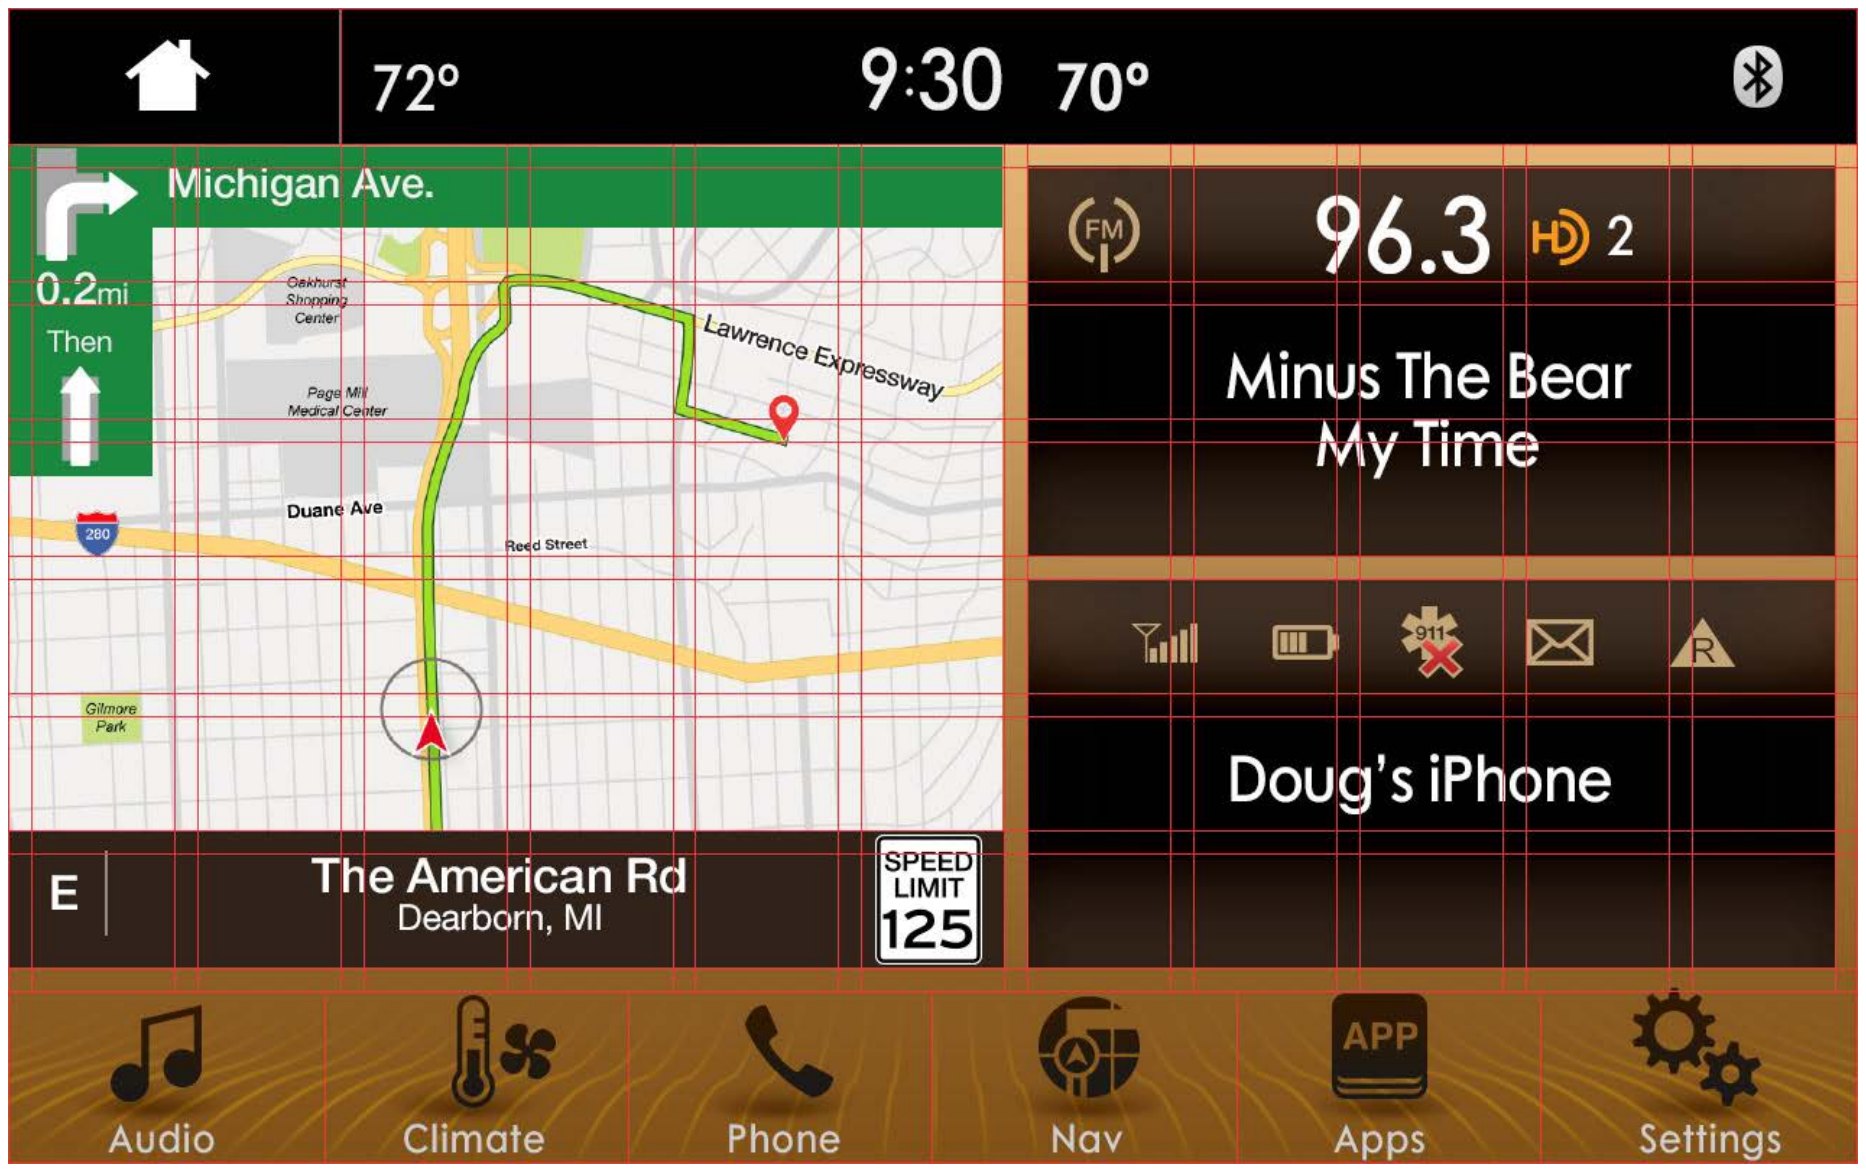 72º
9:30
70º
Michigan Ave.
0.2mi
Then
Oakhurst
Shopping
Center
Page Mill
Medical Center
Lawrence Expressway
Duane Ave
280
Reed Street
Gilmore
Park
E
The American Rd
Dearborn, MI
SPEED
LIMIT
125
FM
96.3 HD 2
Minus The Bear
My Time
911
R
Doug's iPhone
Audio
Climate
Phone
Nav
APP
Apps
Settings